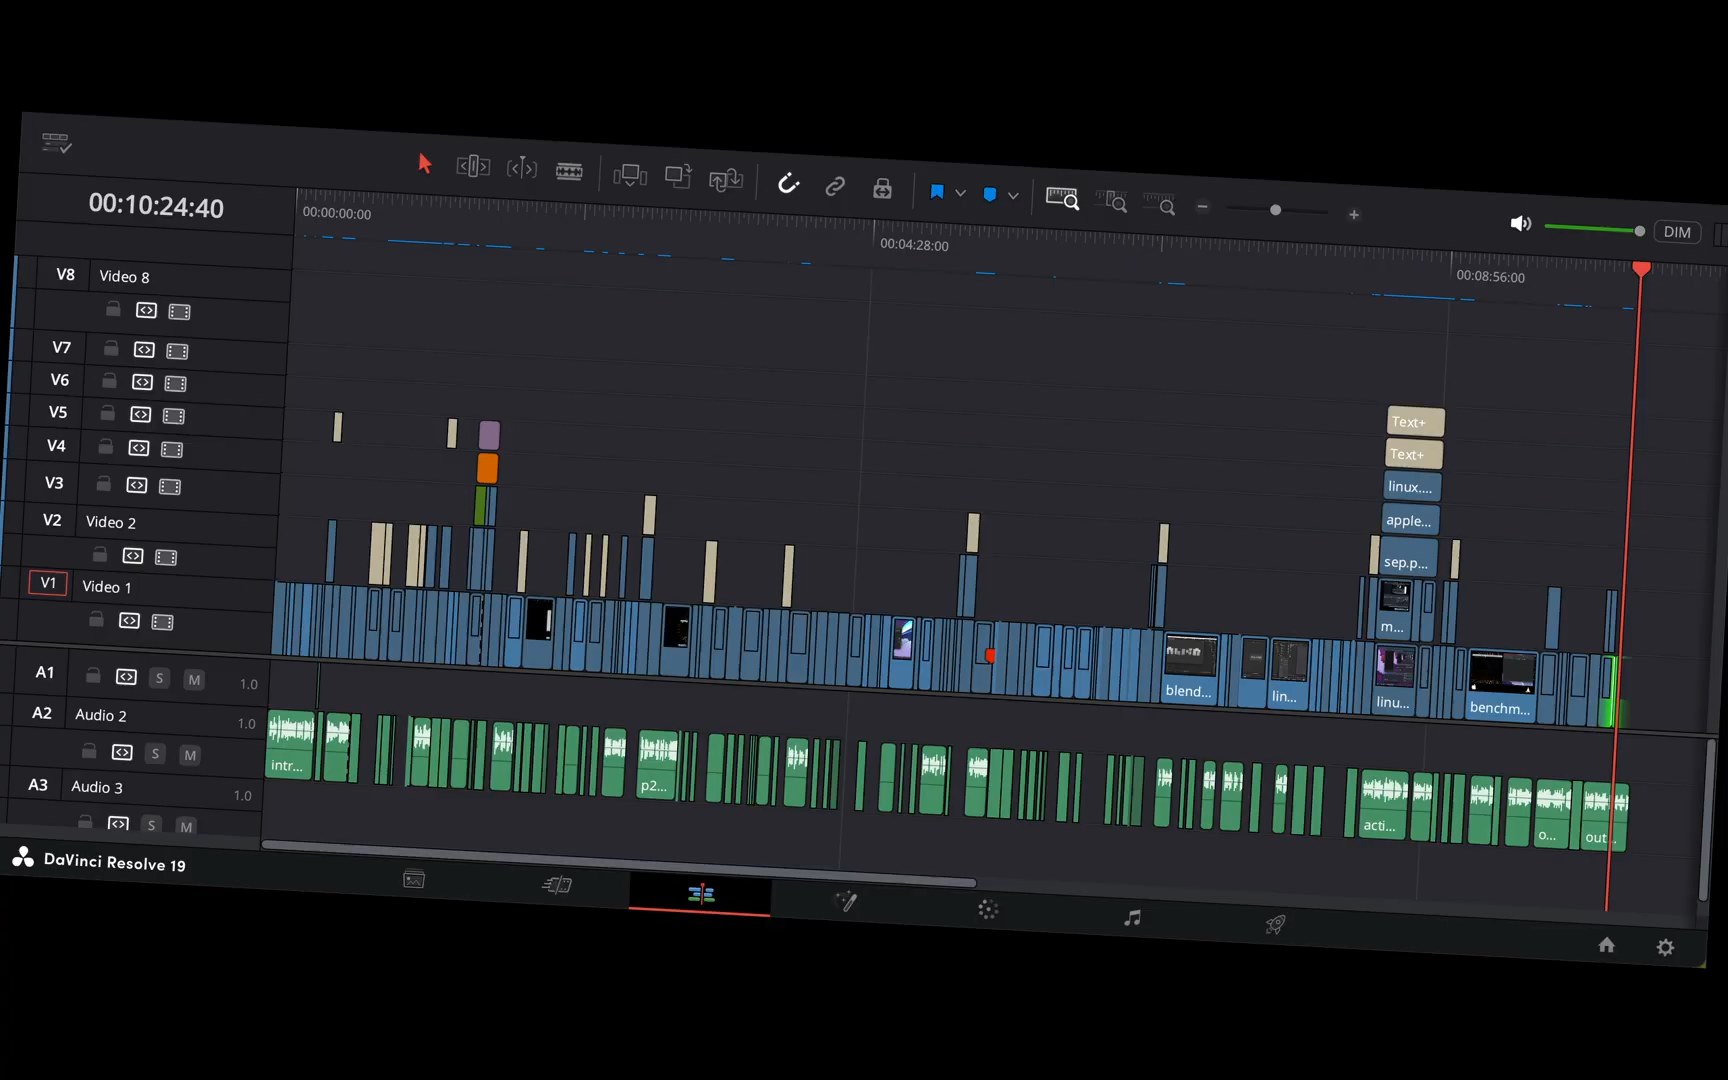 00:10:24:40
00:00:00:00
00:04:28:00
00:08:56:00
DIM
V8 Video 8
V7
V6
V5
V4
V3
V2 Video 2
V1 Video 1
Text+
Text+
linux....
apple...
sep.p...
m...
blend...
lin...
linu...
benchm...
A1 S M 1.0
A2 Audio 2 1.0
S M
A3 Audio 3 1.0
S M
intr...
p2...
acti...
o...
out...
DaVinci Resolve 19